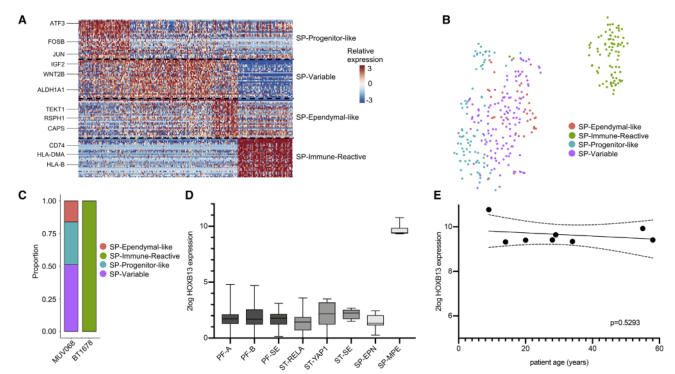 A
ATF3
FOSB
JUN
IGF2
WNT2B
ALDH1A1
TEKT1
RSPH1
CAPS
CD74
HLA-DMA
HLA-B
SP-Progenitor-like
SP-Variable
SP-Ependymal-like
SP-Immune-Reactive
Relative
expression
3
0
-3
B
SP-Ependymal-like
SP-Immune-Reactive
SP-Progenitor-like
SP-Variable
C
Proportion
1.00
0.75
0.50
0.25
0.00
MUV068
BT1678
SP-Ependymal-like
SP-Immune-Reactive
SP-Progenitor-like
SP-Variable
D
2log HOXB13 expression
10
5
0
PF-A
PF-B
PF-SE
ST-RELA
ST-YAP1
ST-SE
SP-EPN
SP-MPE
E
2log HOXB13 expression
10
8
6
0
20
40
60
p=0.5293
patient age (years)